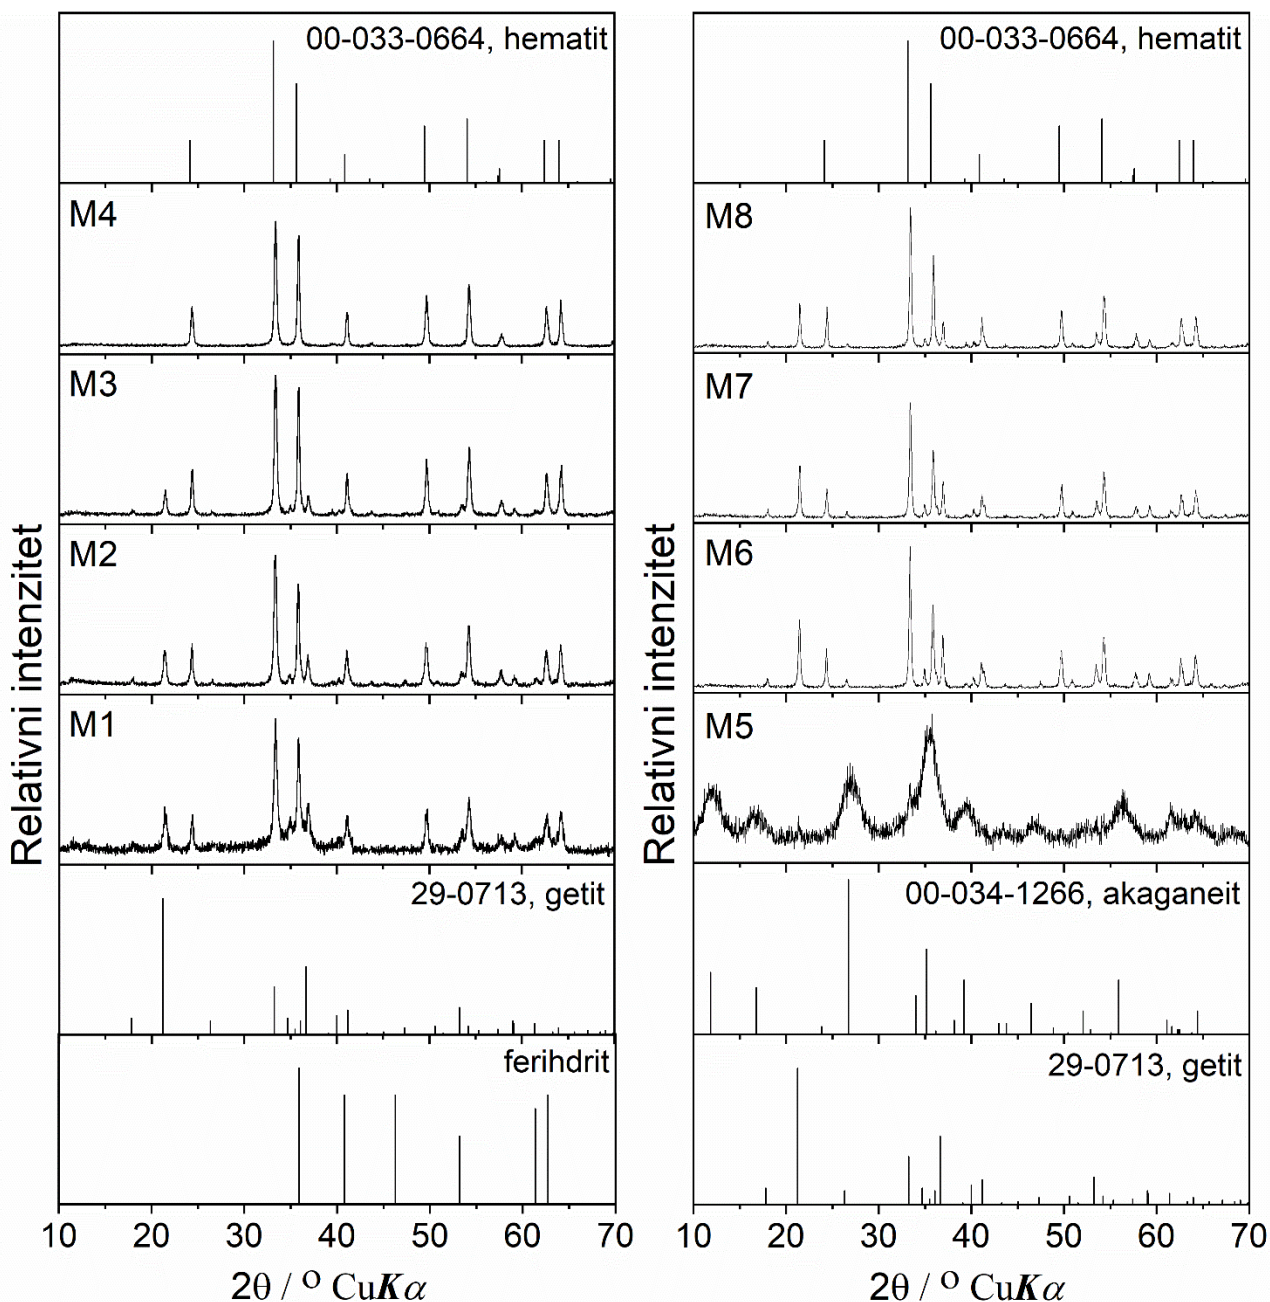 00-033-0664, hematit
M4
M3
M2
M1
29-0713, getit
ferihdrit
Relativni intenzitet
10 20 30 40 50 60 70
2θ / ° CuKα
00-033-0664, hematit
M8
M7
M6
M5
00-034-1266, akaganeit
29-0713, getit
Relativni intenzitet
10 20 30 40 50 60 70
2θ / ° CuKα